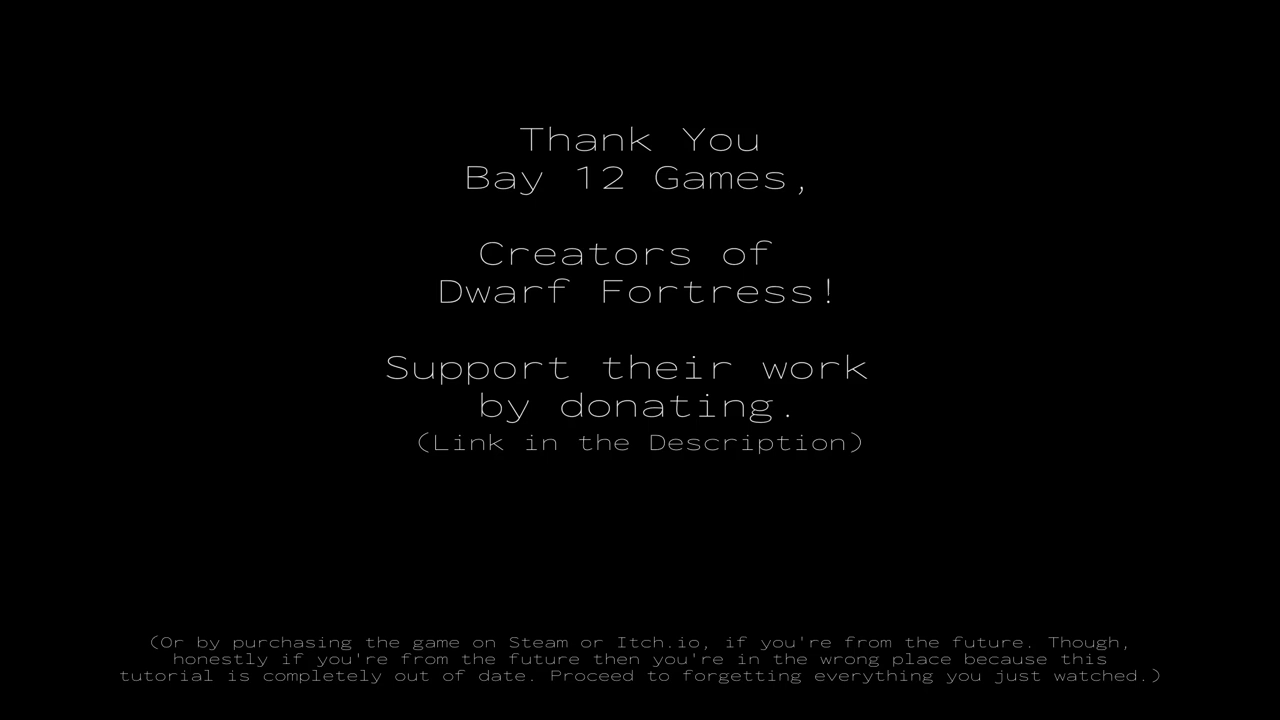 Thank You
Bay 12 Games,
Creators of
Dwarf Fortress!
Support their work
by donating.
(Link in the Description)
(Or by purchasing the game on Steam or Itch.io, if you're from the future. Though,
honestly if you're from the future then you're in the wrong place because this
tutorial is completely out of date. Proceed to forgetting everything you just watched.)